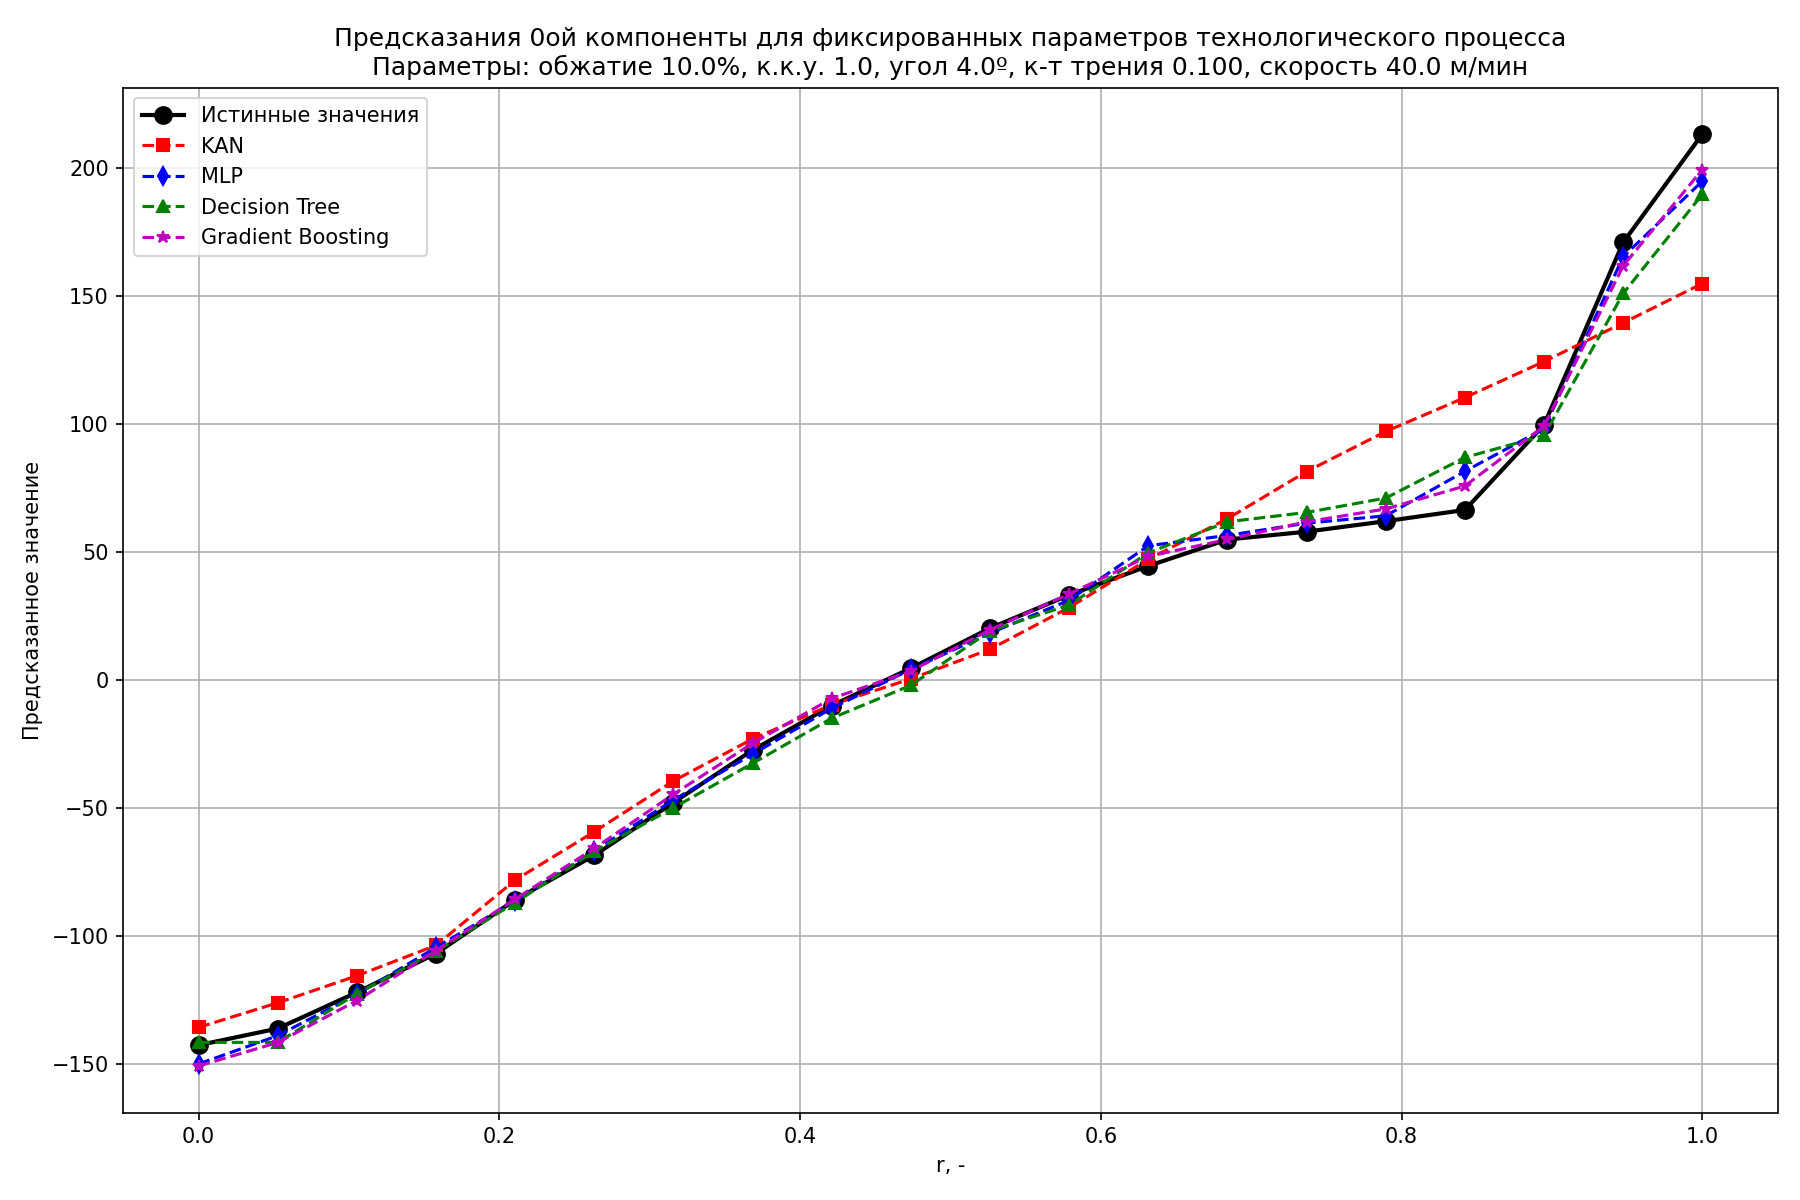 Предсказания 0ой компоненты для фиксированных параметров технологического процесса
Параметры: обжатие 10.0%, к.к.у. 1.0, угол 4.0º, к-т трения 0.100, скорость 40.0 м/мин
Истинные значения
KAN
MLP
Decision Tree
Gradient Boosting
Предсказанное значение
200
150
100
50
0
−50
−100
−150
0.0
0.2
0.4
0.6
0.8
1.0
r, -